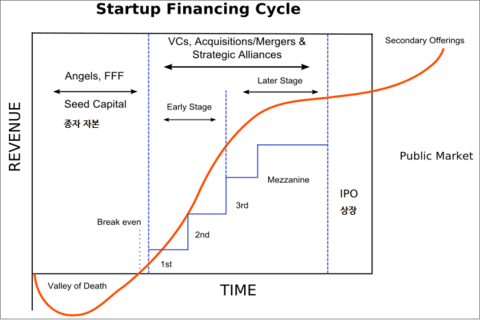 Startup Financing Cycle
Secondary Offerings
VCs, Acquisitions/Mergers &
Strategic Alliances
Angels, FFF
Later Stage
Seed Capital
Early Stage
종자 자본
REVENUE
Public Market
Mezzanine
IPO
3rd
상장
Break even
2nd
1st
Valley of Death
TIME